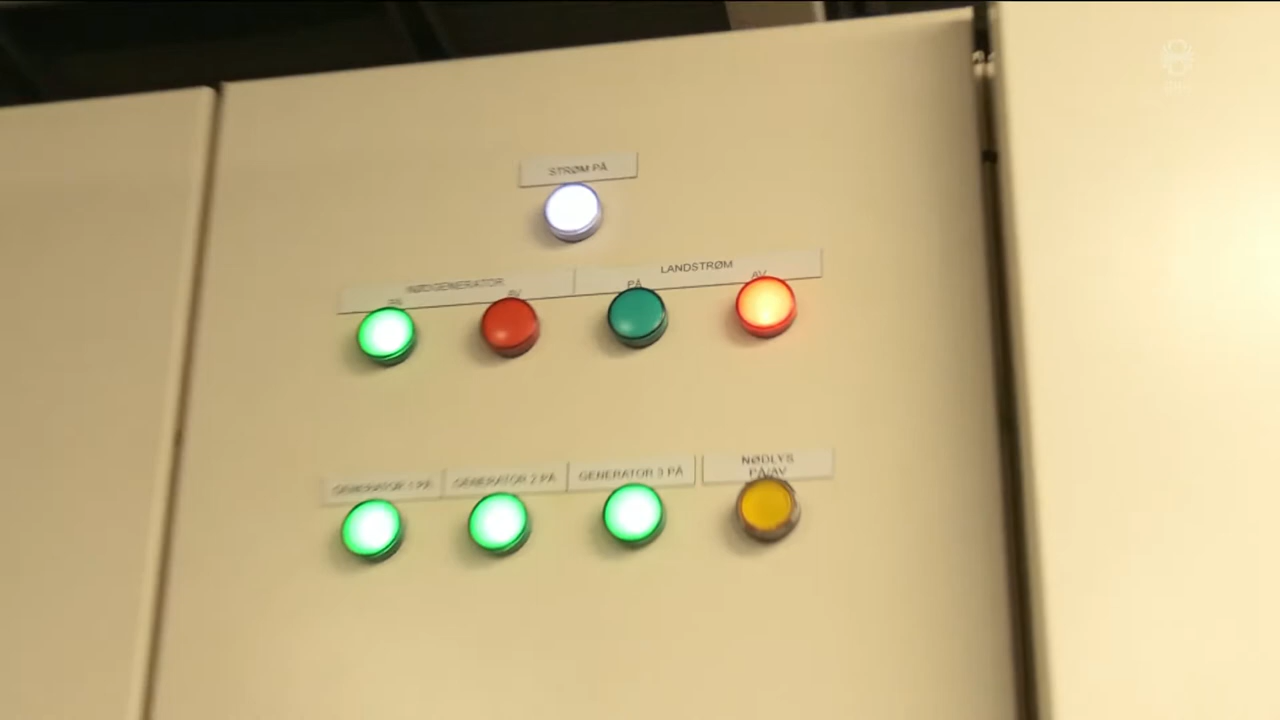 STRØM PÅ
NØDGENERATOR
PÅ
AV
LANDSTRØM
PÅ
AV
GENERATOR 1 PÅ
GENERATOR 2 PÅ
GENERATOR 3 PÅ
NØDLYS
PÅ/AV